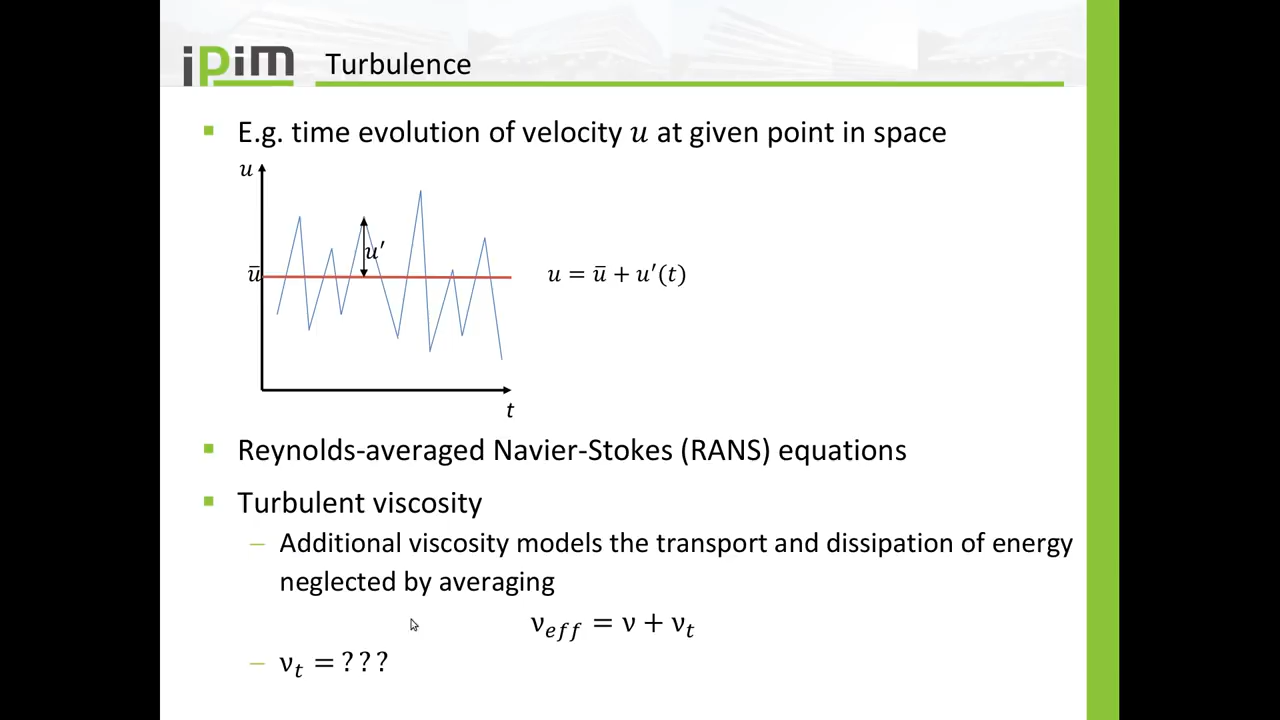 ipim
Turbulence
E.g. time evolution of velocity u at given point in space
u
u′
ū
u = ū + u′(t)
t
Reynolds-averaged Navier-Stokes (RANS) equations
Turbulent viscosity
– Additional viscosity models the transport and dissipation of energy
neglected by averaging
ν_eff = ν + ν_t
– ν_t = ???